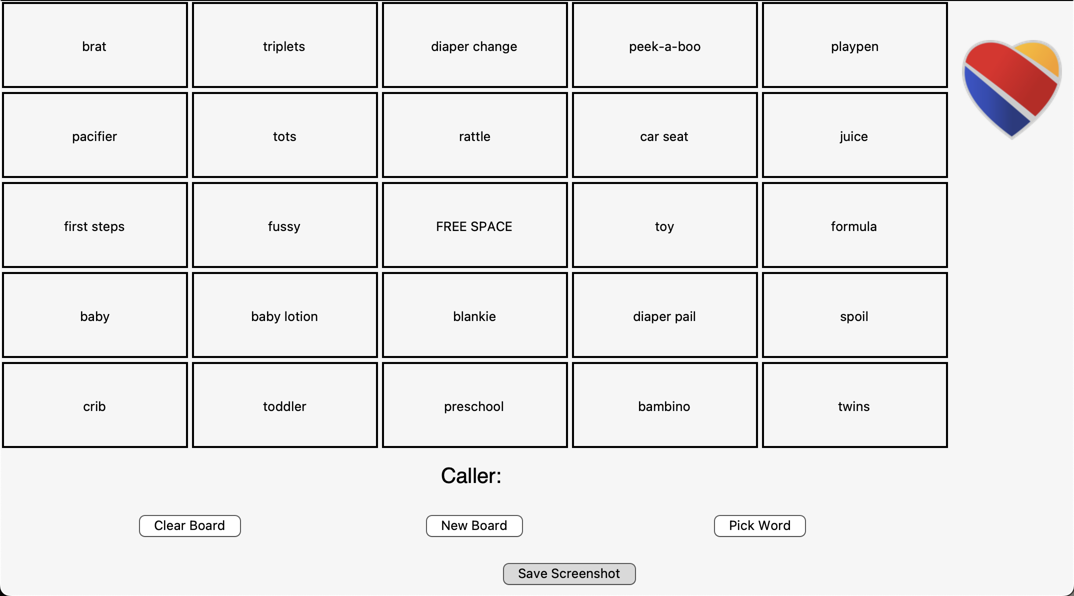 brat
triplets
diaper change
peek-a-boo
playpen
pacifier
tots
rattle
car seat
juice
first steps
fussy
FREE SPACE
toy
formula
baby
baby lotion
blankie
diaper pail
spoil
crib
toddler
preschool
bambino
twins
Caller:
Clear Board
New Board
Pick Word
Save Screenshot